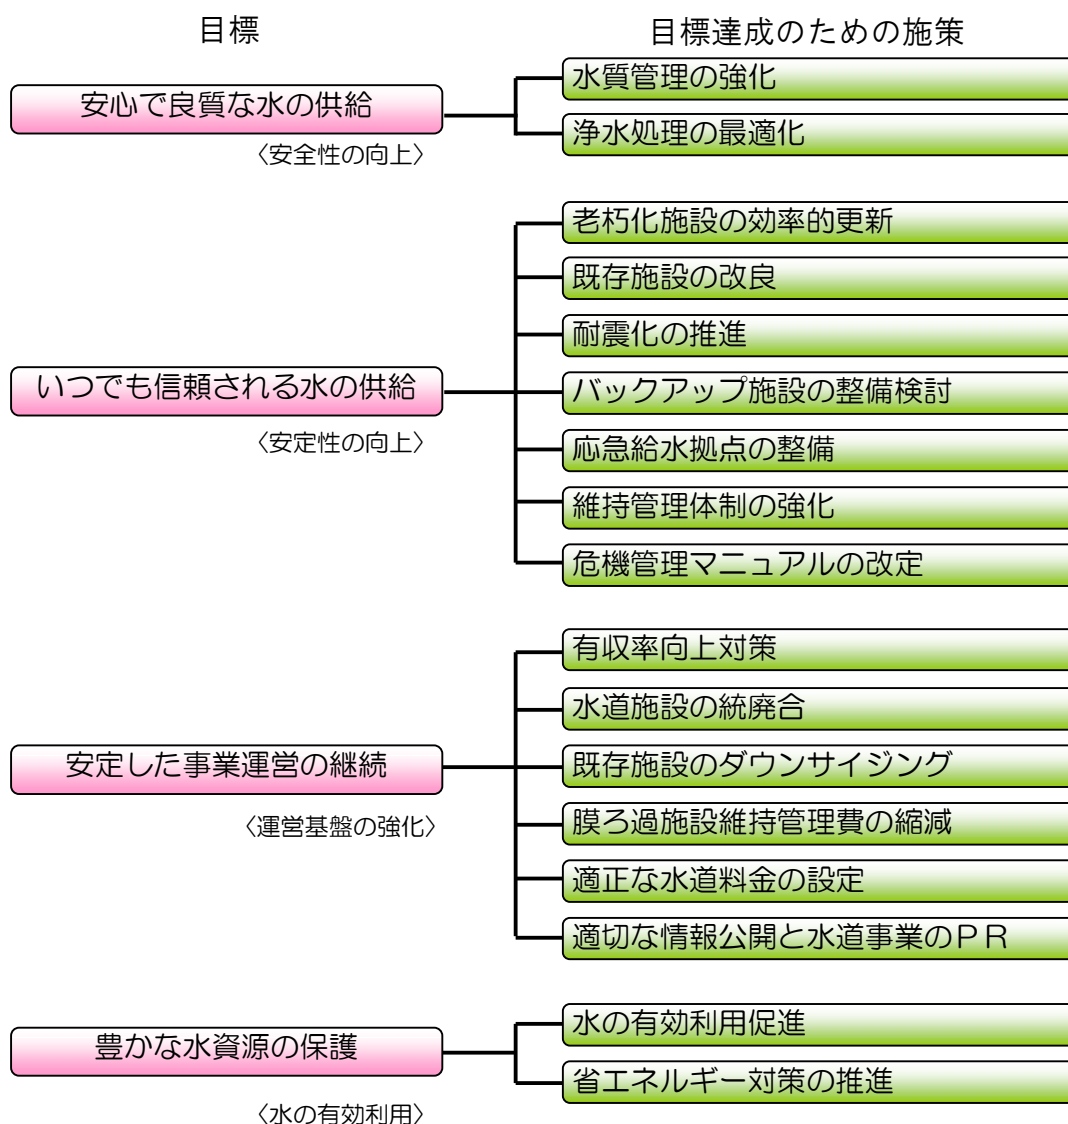 目標
目標達成のための施策
安心で良質な水の供給
〈安全性の向上〉
水質管理の強化
浄水処理の最適化
いつでも信頼される水の供給
〈安定性の向上〉
老朽化施設の効率的更新
既存施設の改良
耐震化の推進
バックアップ施設の整備検討
応急給水拠点の整備
維持管理体制の強化
危機管理マニュアルの改定
安定した事業運営の継続
〈運営基盤の強化〉
有収率向上対策
水道施設の統廃合
既存施設のダウンサイジング
膜ろ過施設維持管理費の縮減
適正な水道料金の設定
適切な情報公開と水道事業のＰＲ
豊かな水資源の保護
〈水の有効利用〉
水の有効利用促進
省エネルギー対策の推進